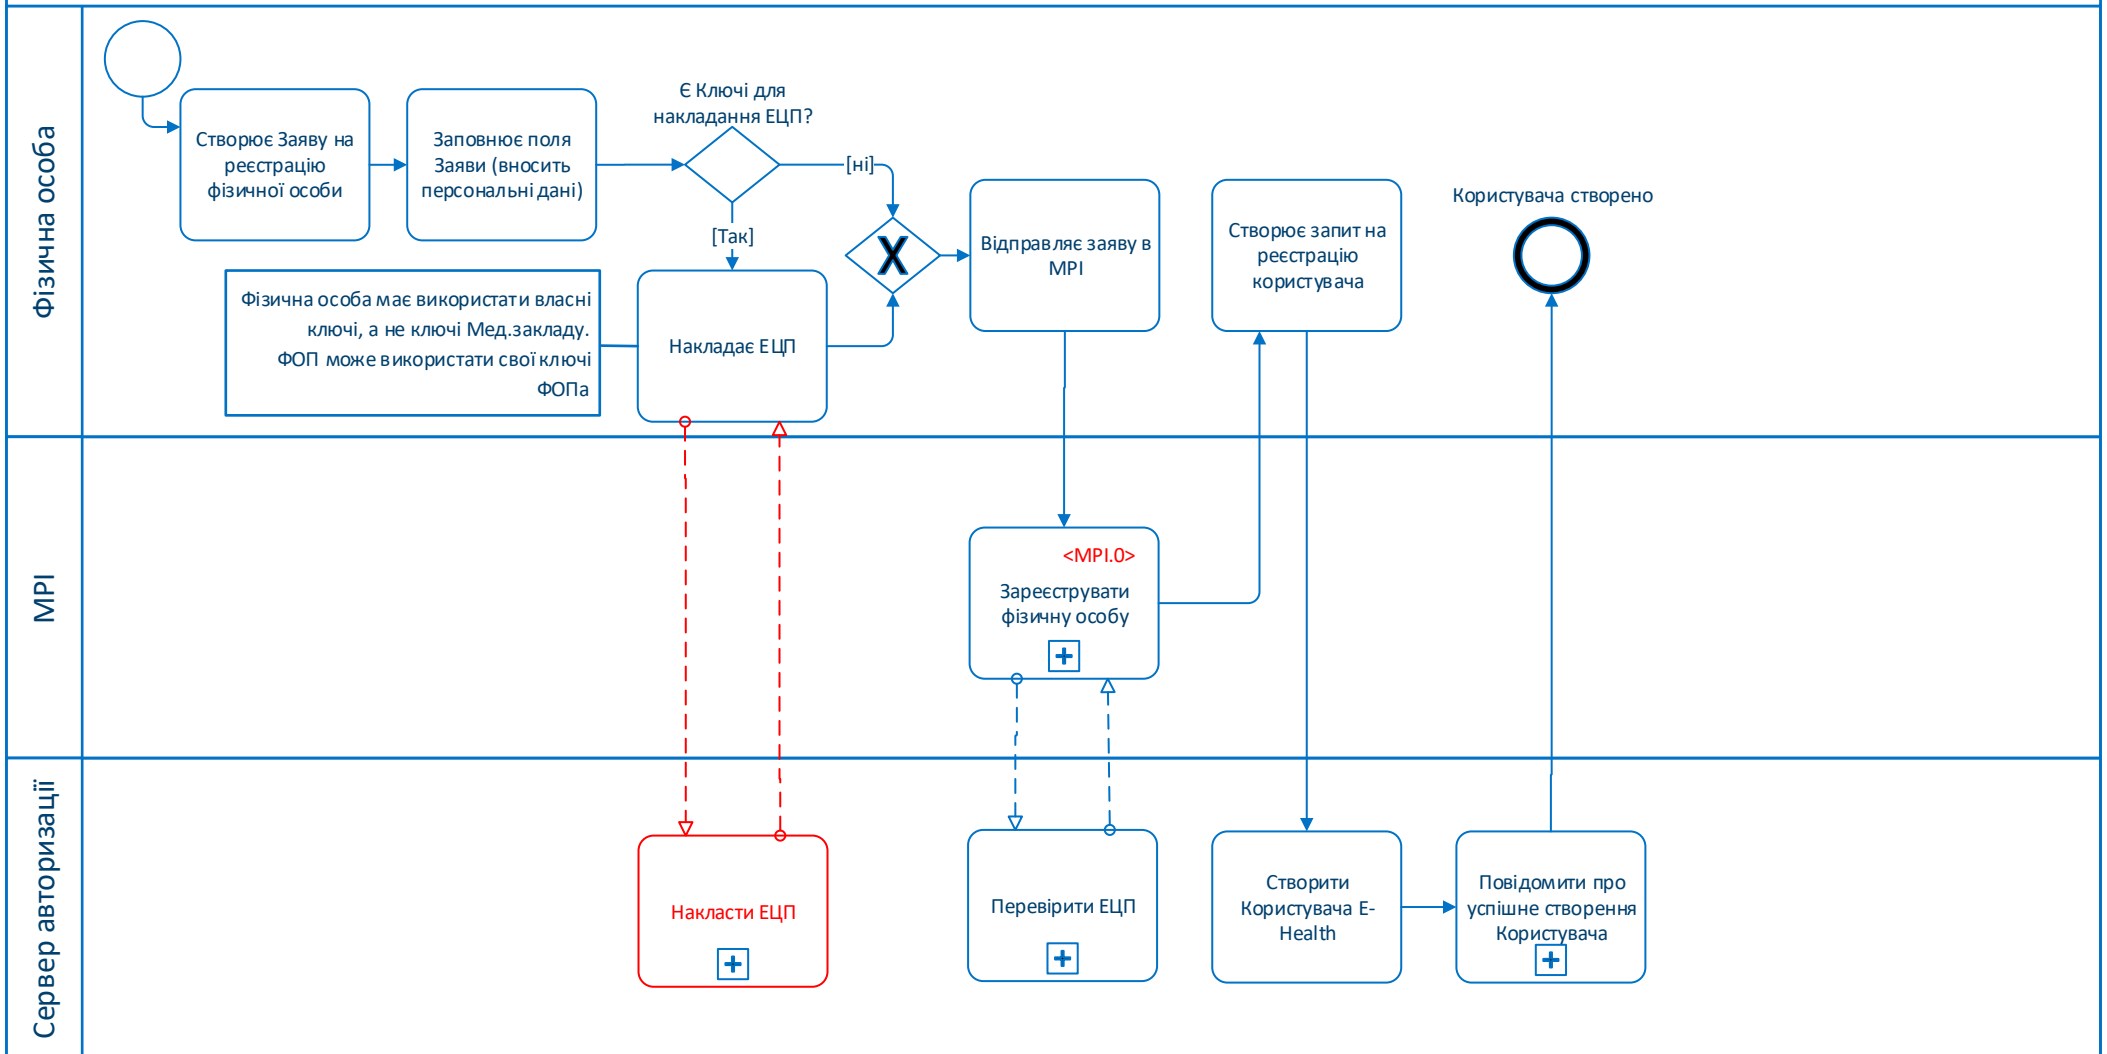 Фізична особа
Створює Заяву на
реєстрацію
фізичної особи
Заповнює поля
Заяви (вносить
персональні дані)
Є Ключі для
накладання ЕЦП?
[ні]
[Так]
Фізична особа має використати власні
ключі, а не ключі Мед.закладу.
ФОП може використати свої ключі
ФОПа
Накладає ЕЦП
X
Відправляє заяву в
МРІ
Створює запит на
реєстрацію
користувача
Користувача створено
МРІ
<MPI.0>
Зареєструвати
фізичну особу
Сервер авторизації
Накласти ЕЦП
Перевірити ЕЦП
Створити
Користувача E-
Health
Повідомити про
успішне створення
Користувача